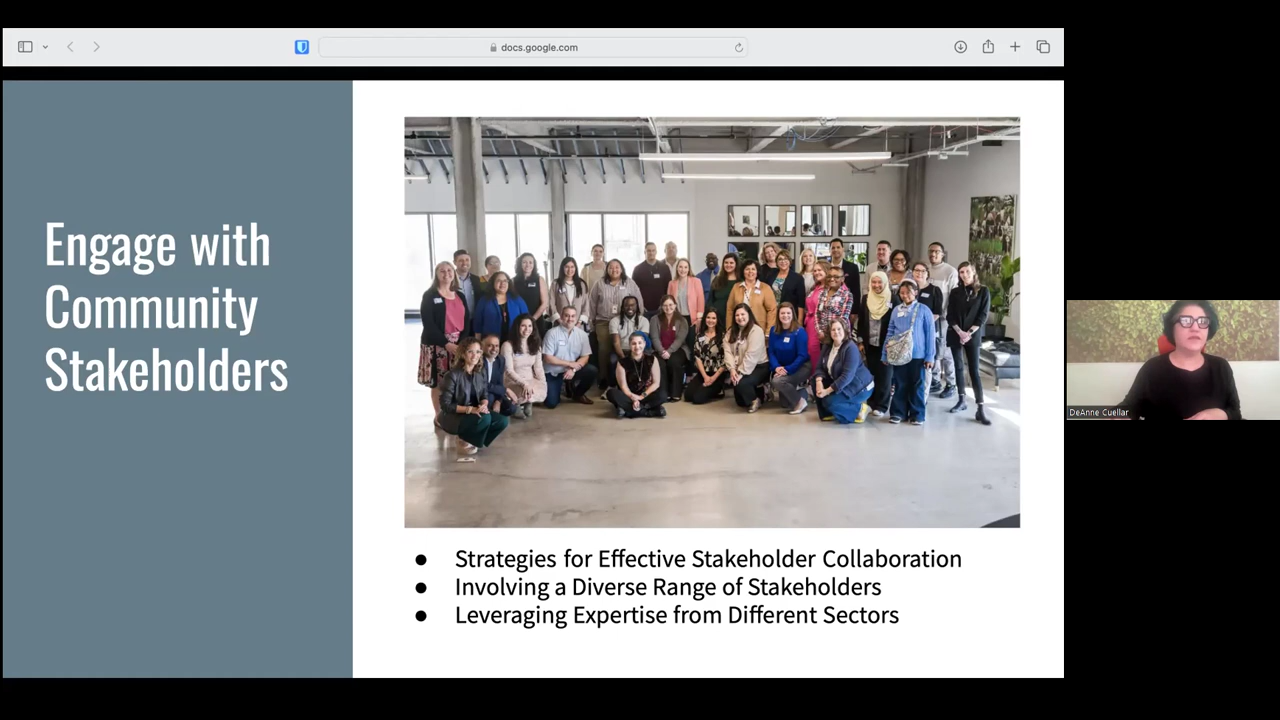 docs.google.com
Engage with
Community
Stakeholders
● Strategies for Effective Stakeholder Collaboration
● Involving a Diverse Range of Stakeholders
● Leveraging Expertise from Different Sectors
DeAnne Cuellar